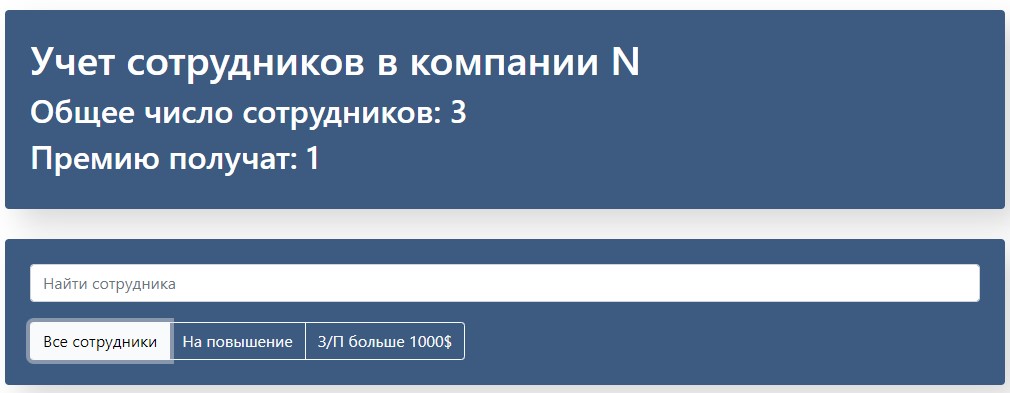 Учет сотрудников в компании N
Общее число сотрудников: 3
Премию получат: 1
Найти сотрудника
Все сотрудники На повышение З/П больше 1000$